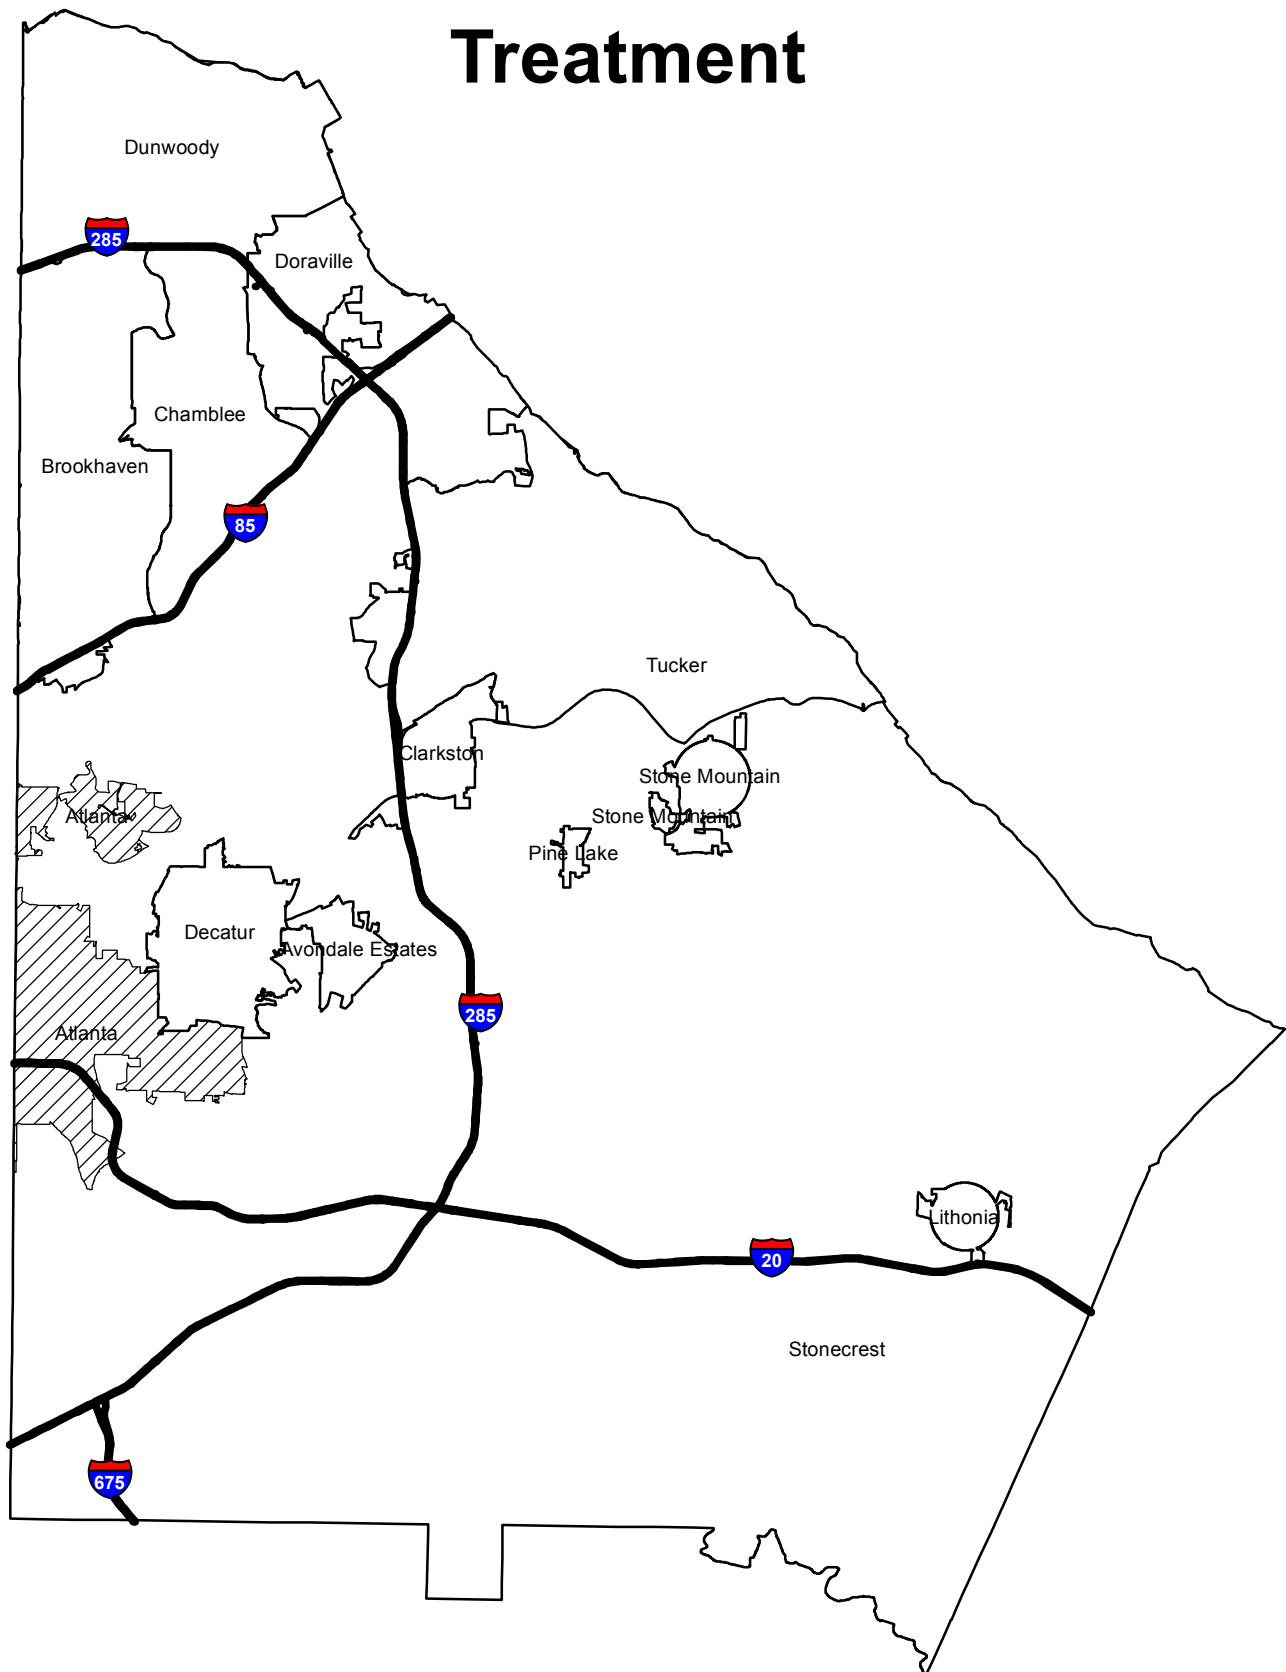 Treatment
Dunwoody
285
Doraville
Chamblee
Brookhaven
85
Tucker
Clarkston
Stone Mountain
Atlanta
Stone Mountain
Pine Lake
Decatur
Avondale Estates
285
Atlanta
Lithonia
20
Stonecrest
675